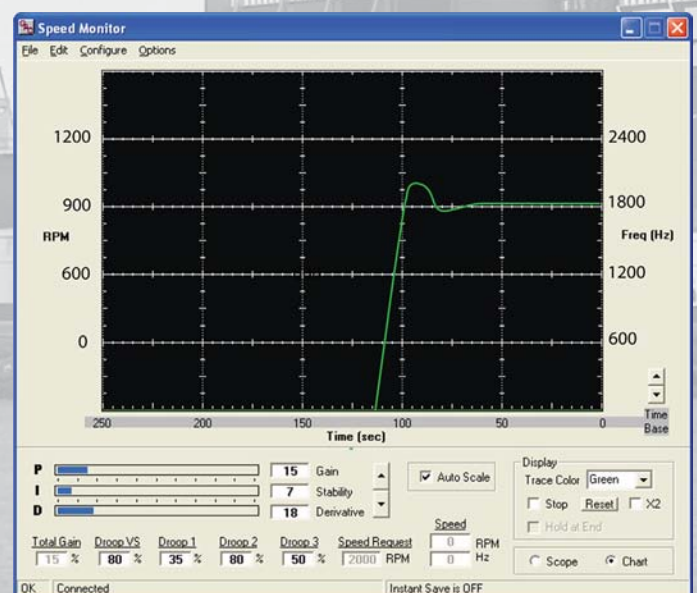 Speed Monitor
File Edit Configure Options
1200
2400
900
1800
RPM
Freq (Hz)
600
1200
0
600
250 200 150 100 50 0
Time
Base
Time (sec)
P 15 Gain
I 7 Stability
D 18 Derivative
Auto Scale
Display
Trace Color Green
Stop Reset X2
Hold at End
Total Gain Droop VS Droop 1 Droop 2 Droop 3 Speed Request Speed
15 % 80 % 35 % 80 % 50 % 2000 RPM
0 RPM
0 Hz
Scope Chart
OK Connected Instant Save is OFF